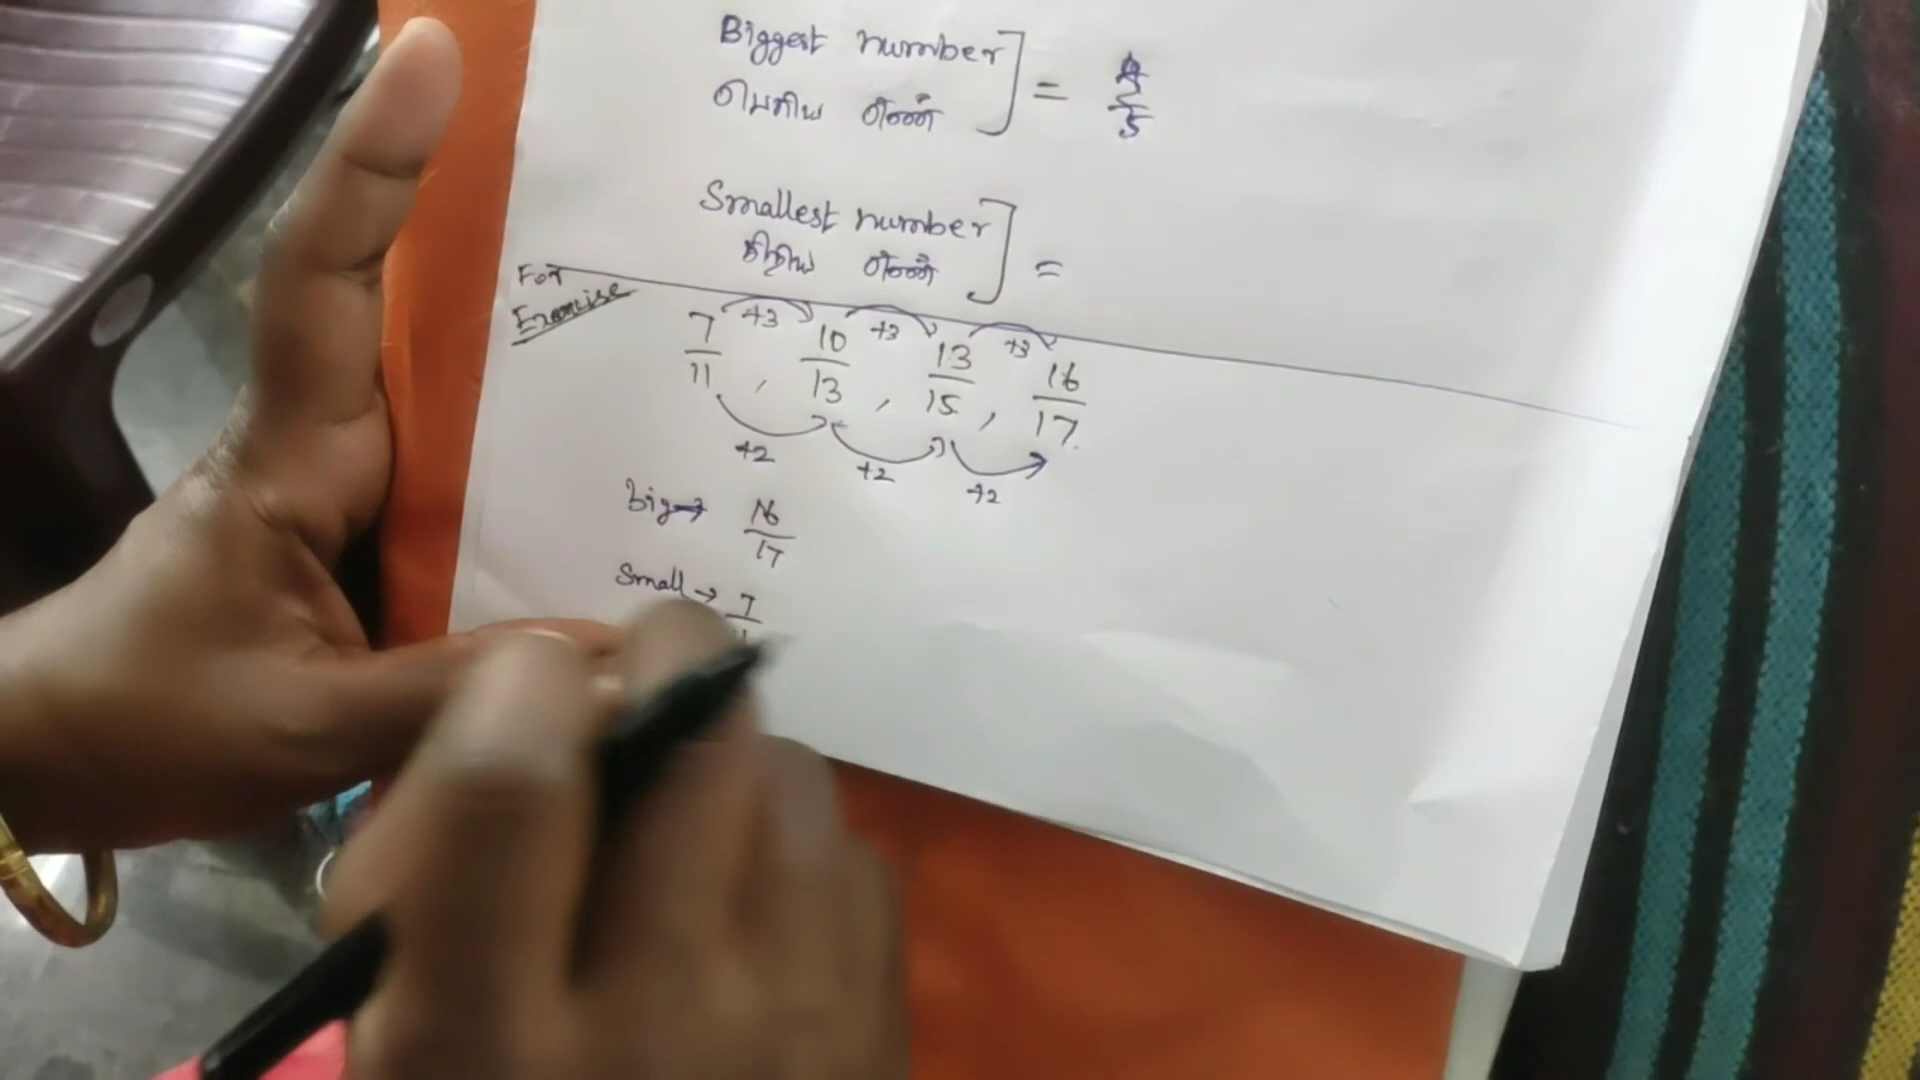 Biggest number ] = 4/5
பெரிய எண்
Smallest number ] =
சிறிய எண்
For
Exercise
+3 +3 +3
7/11 , 10/13 , 13/15 , 16/17.
+2 +2 +2
Big → 16/17
Small → 7/11